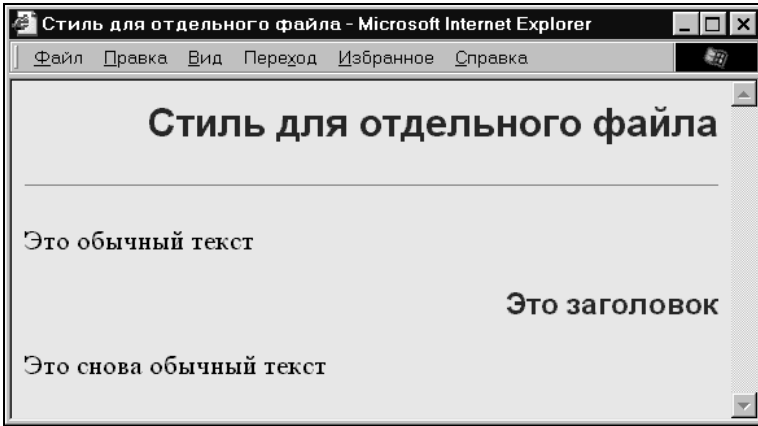 Стиль для отдельного файла - Microsoft Internet Explorer
Файл Правка Вид Переход Избранное Справка
Стиль для отдельного файла
Это обычный текст
Это заголовок
Это снова обычный текст